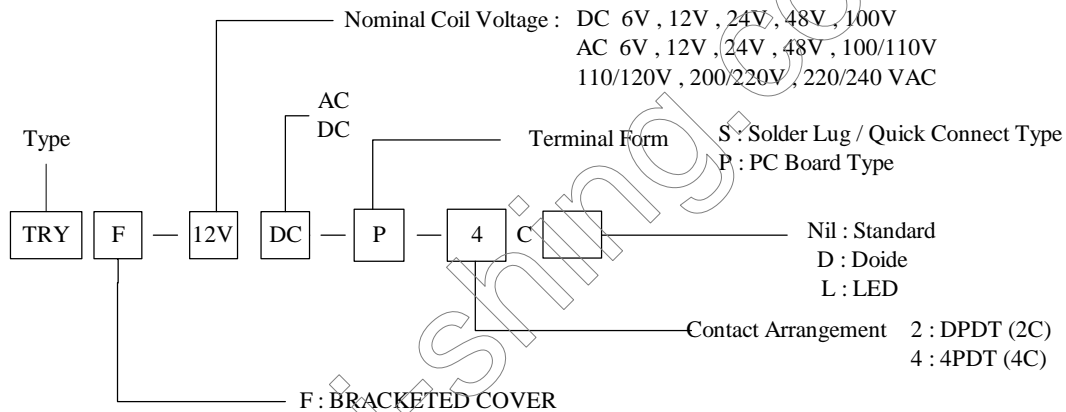 Nominal Coil Voltage : DC 6V , 12V , 24V , 48V , 100V
AC 6V , 12V , 24V , 48V , 100/110V
110/120V , 200/220V , 220/240 VAC
AC
DC
Type
Terminal Form S : Solder Lug / Quick Connect Type
P : PC Board Type
TRY F — 12V DC — P — 4 C
Nil : Standard
D : Doide
L : LED
Contact Arrangement 2 : DPDT (2C)
4 : 4PDT (4C)
F : BRACKETED COVER